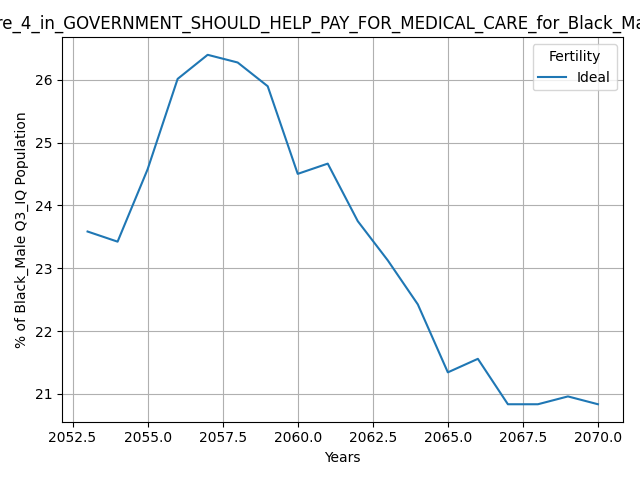 re_4_in_GOVERNMENT_SHOULD_HELP_PAY_FOR_MEDICAL_CARE_for_Black_Ma
Fertility
Ideal
26
25
24
23
22
21
% of Black_Male Q3_IQ Population
2052.5 2055.0 2057.5 2060.0 2062.5 2065.0 2067.5 2070.0
Years